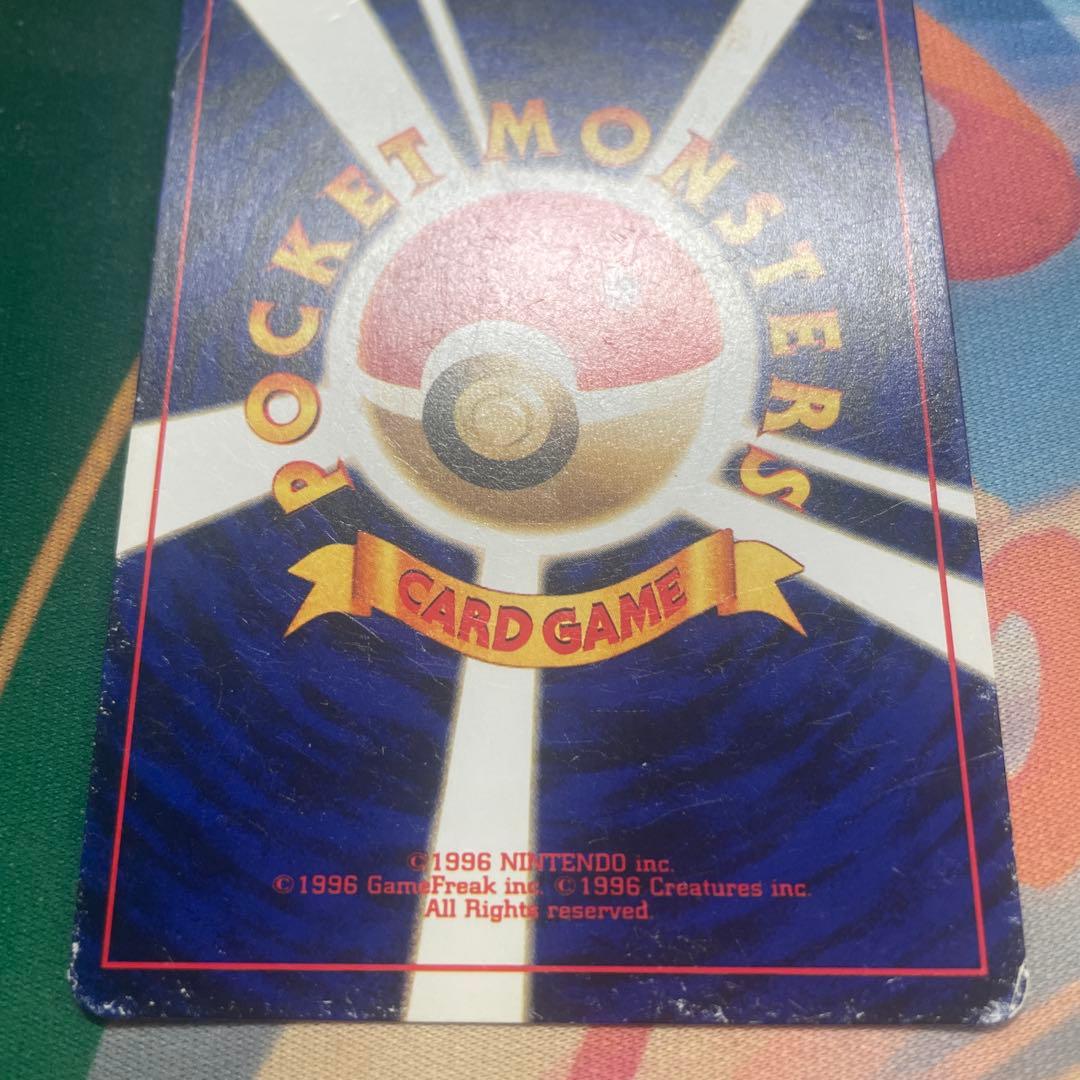 POCKET MONSTERS
CARD GAME
©1996 NINTENDO inc.
©1996 GameFreak inc. ©1996 Creatures inc.
All Rights reserved.